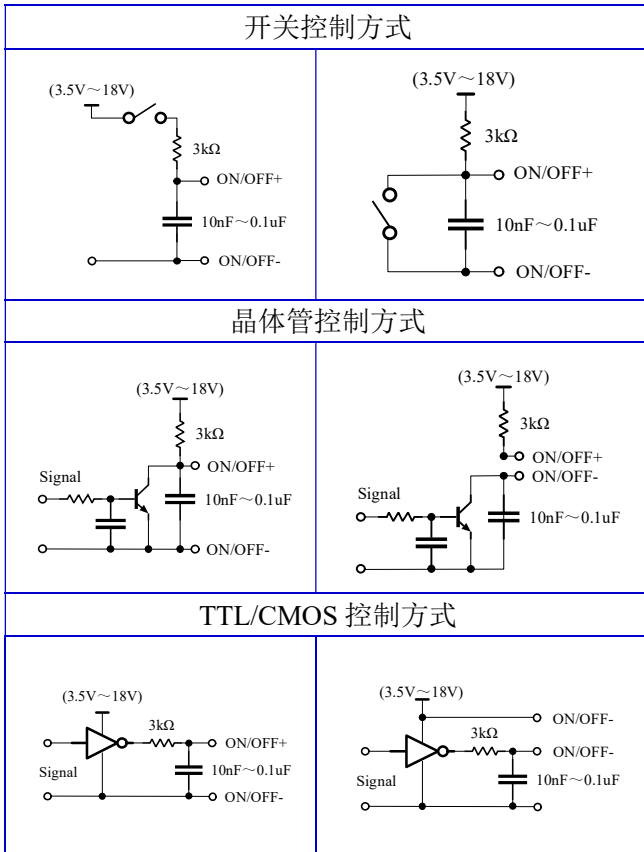 开关控制方式
(3.5V～18V)
3kΩ
ON/OFF+
10nF～0.1uF
ON/OFF-
(3.5V～18V)
3kΩ
ON/OFF+
10nF～0.1uF
ON/OFF-
晶体管控制方式
(3.5V～18V)
3kΩ
ON/OFF+
Signal
10nF～0.1uF
ON/OFF-
(3.5V～18V)
3kΩ
ON/OFF+
ON/OFF-
Signal
10nF～0.1uF
TTL/CMOS 控制方式
(3.5V～18V)
3kΩ
ON/OFF+
Signal
10nF～0.1uF
ON/OFF-
(3.5V～18V)
ON/OFF-
3kΩ
ON/OFF-
Signal
10nF～0.1uF